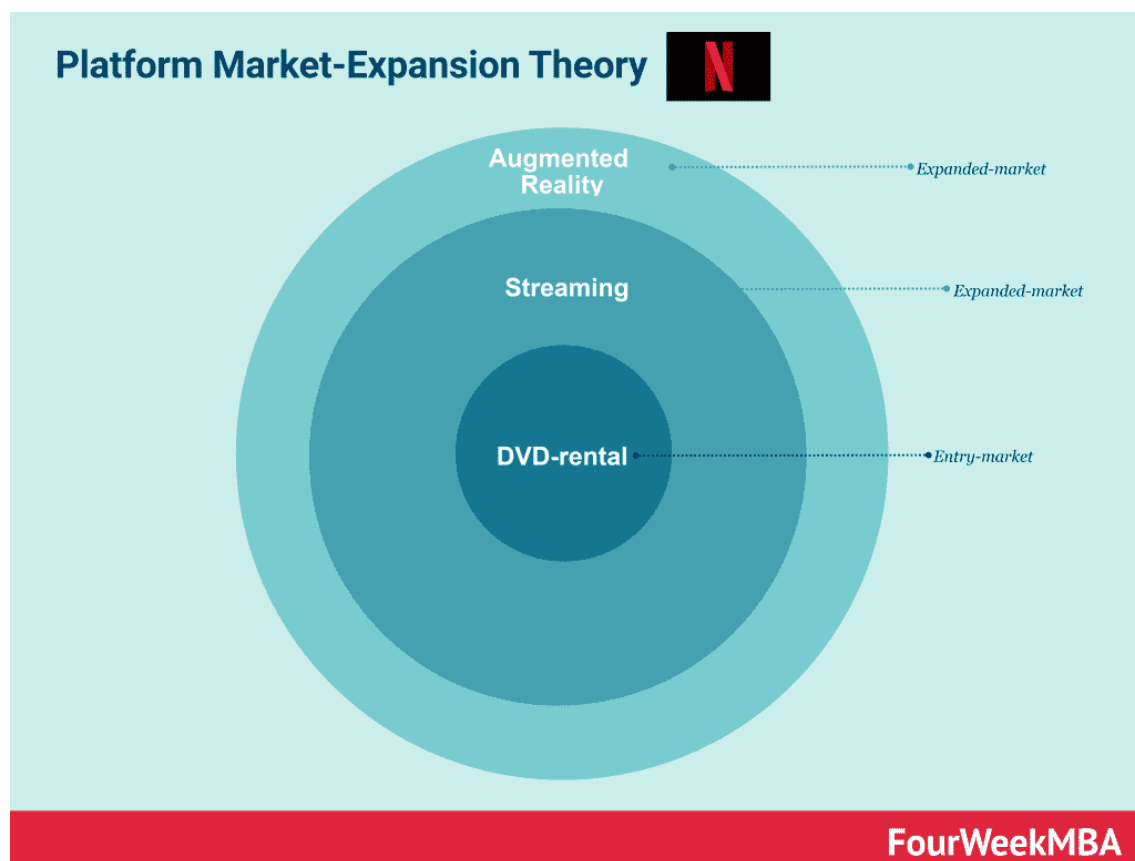 Platform Market-Expansion Theory N
Augmented
Reality
Expanded-market
Streaming
Expanded-market
DVD-rental
Entry-market
FourWeekMBA